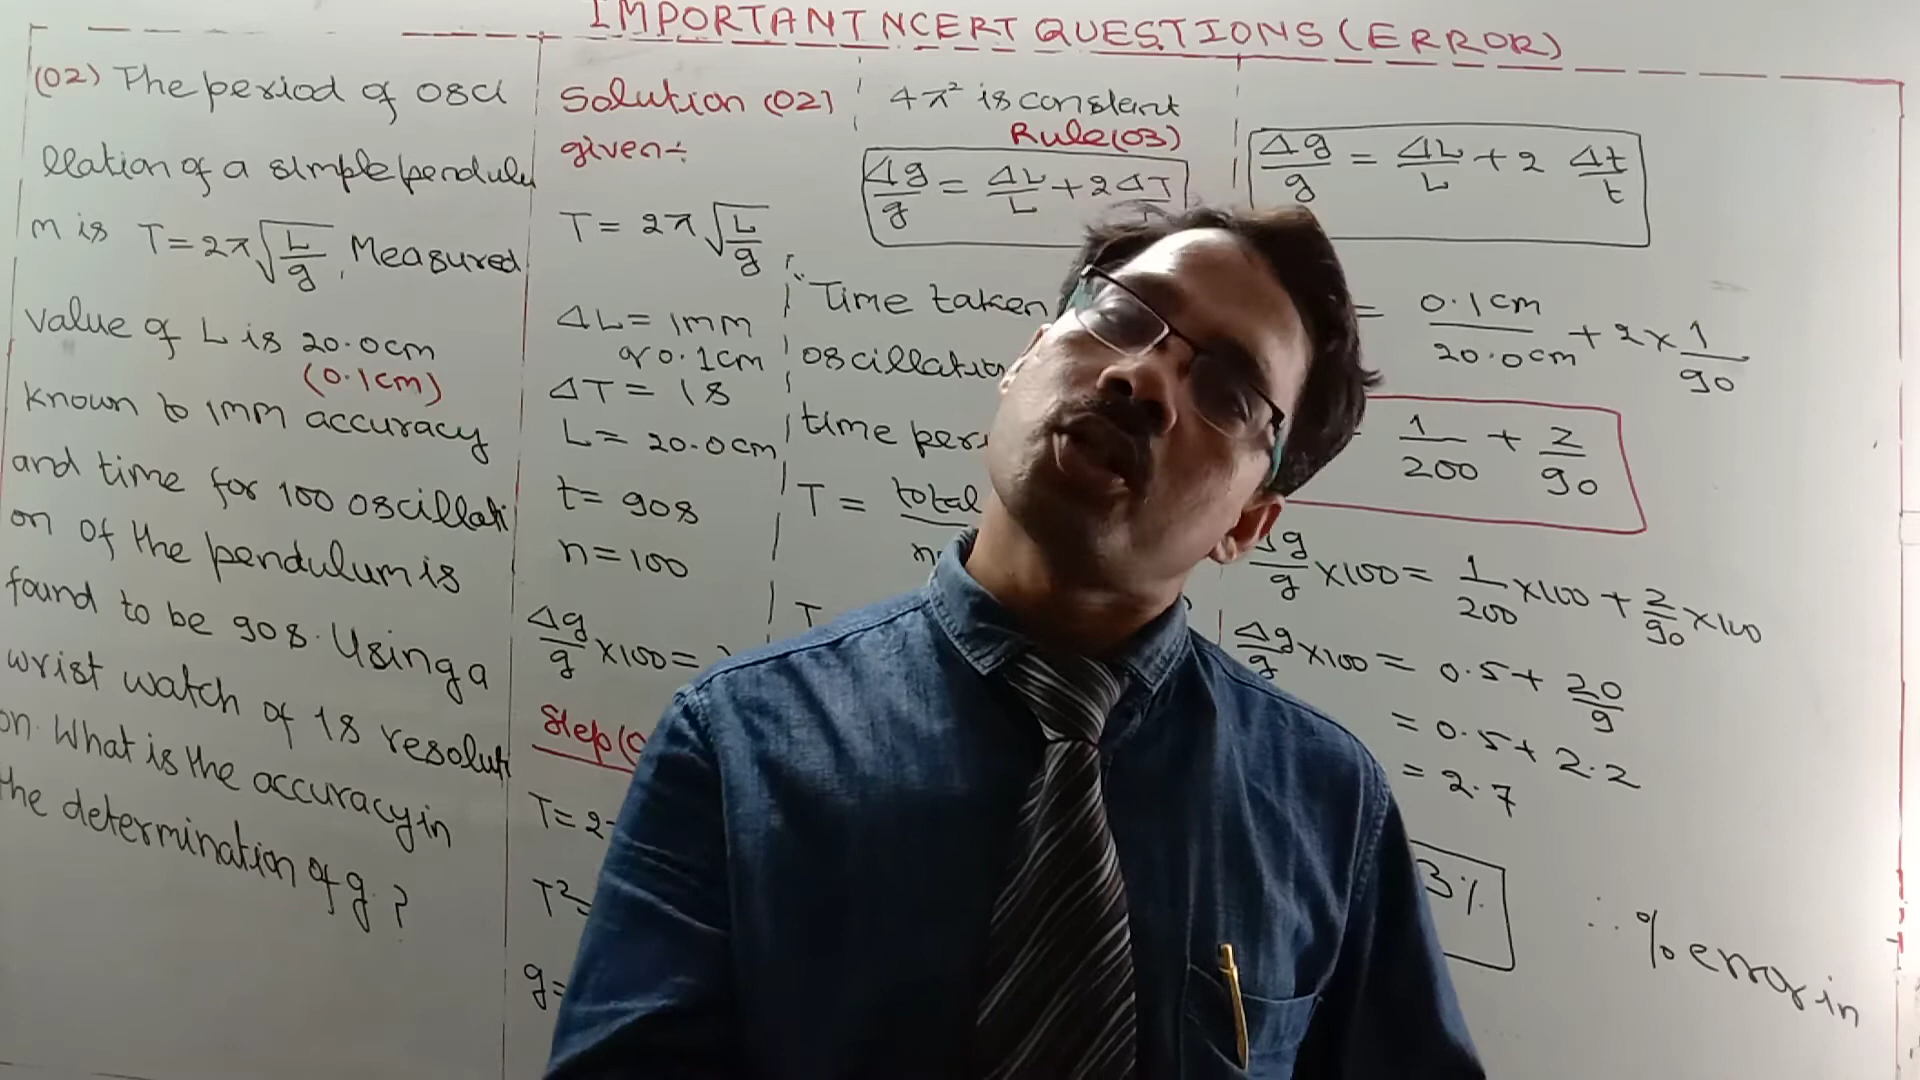 IMPORTANT NCERT QUESTIONS (ERROR)
(02) The period of osci
llation of a simple pendulu
m is T = 2π√(L/g). Measured
value of L is 20.0cm
(0.1cm)
known to 1mm accuracy
and time for 100 oscillati
on of the pendulum is
found to be 90s. Using a
wrist watch of 1s resoluti
on. What is the accuracy in
the determination of g.?
Solution (02)
given:-
T = 2π√(L/g)
ΔL = 1mm
or 0.1cm
ΔT = 1s
L = 20.0cm
t = 90s
n = 100
Δg/g × 100 = ?
Step (0
T = 2
T² =
g =
4π² is constant
Rule (03)
Δg/g = ΔL/L + 2 ΔT
Time taken
oscillatio
time peri
T = total
n
T
Δg/g = ΔL/L + 2 Δt/t
= 0.1cm/20.0cm + 2 × 1/90
1/200 + 2/90
Δg/g × 100 = 1/200 × 100 + 2/90 × 100
Δg/g × 100 = 0.5 + 20/9
= 0.5 + 2.2
= 2.7
3%
∴ % error in